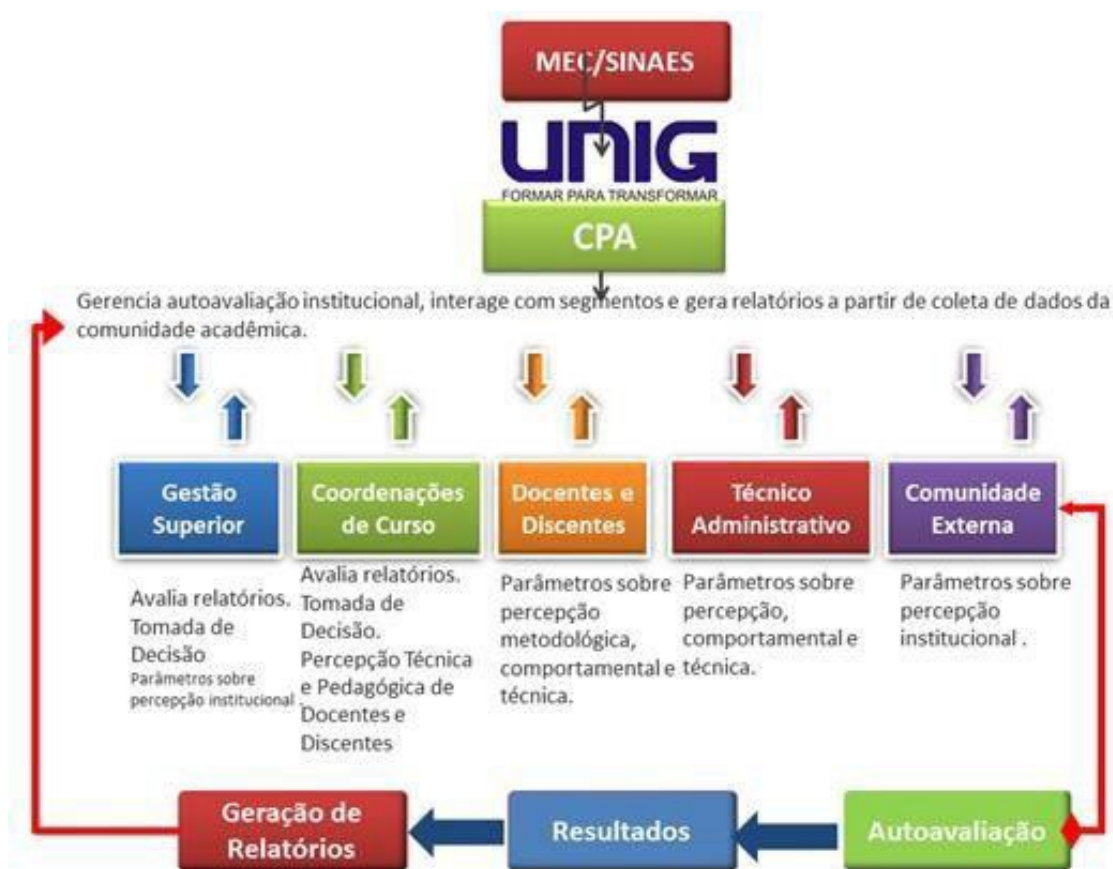 MEC/SINAES
UNIG
FORMAR PARA TRANSFORMAR
CPA
Gerencia autoavaliação institucional, interage com segmentos e gera relatórios a partir de coleta de dados da
comunidade acadêmica.
Gestão
Superior
Avalia relatórios.
Tomada de
Decisão
Parâmetros sobre
percepção institucional .
Coordenações
de Curso
Avalia relatórios.
Tomada de
Decisão.
Percepção Técnica
e Pedagógica de
Docentes e
Discentes
Docentes e
Discentes
Parâmetros sobre
percepção
metodológica,
comportamental e
técnica.
Técnico
Administrativo
Parâmetros sobre
percepção,
comportamental e
técnica.
Comunidade
Externa
Parâmetros sobre
percepção
institucional .
Geração de
Relatórios
Resultados
Autoavaliação